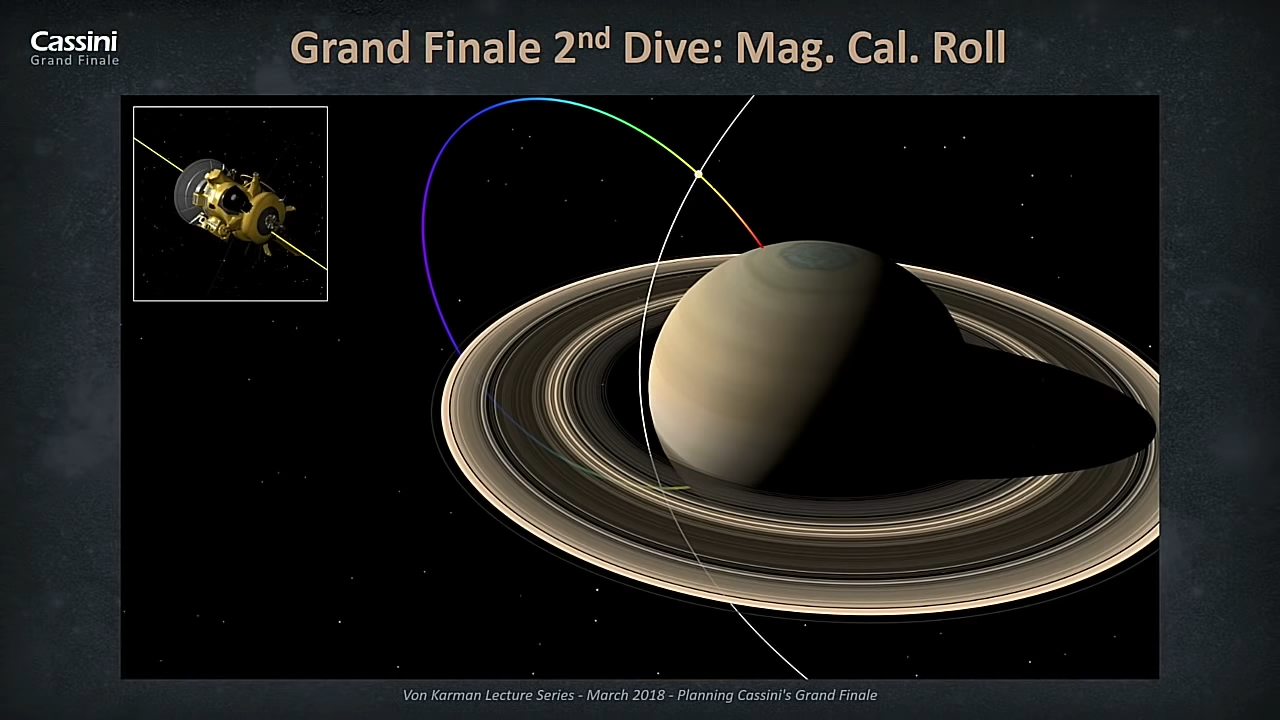 Cassini
Grand Finale
Grand Finale 2nd Dive: Mag. Cal. Roll
Von Karman Lecture Series - March 2018 - Planning Cassini's Grand Finale